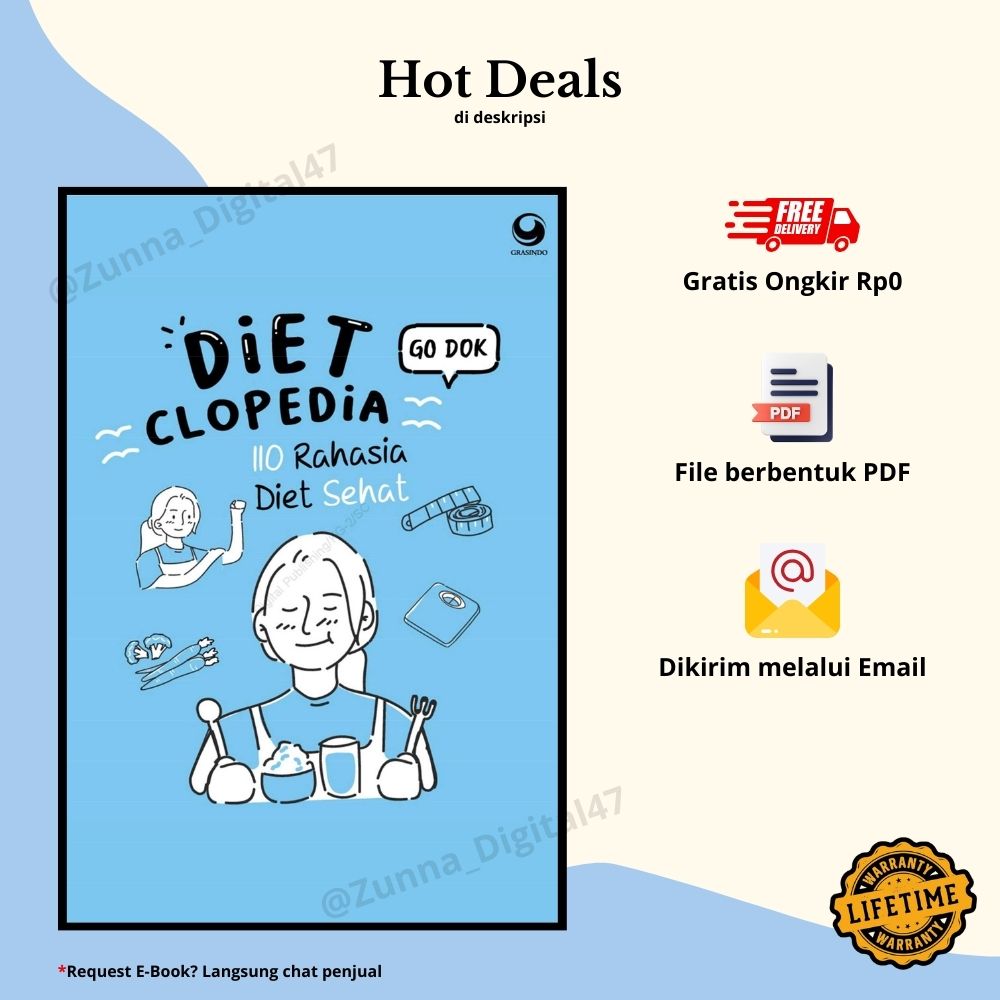 Hot Deals
di deskripsi
@Zunna_Digital47
GRASINDO
DiET
GO DOK
CLOPEDiA
110 Rahasia
Diet Sehat
FREE
DELIVERY
Gratis Ongkir Rp0
PDF
File berbentuk PDF
@
Dikirim melalui Email
@Zunna_Digital47
WARRANTY
LIFETIME
WARRANTY
*Request E-Book? Langsung chat penjual